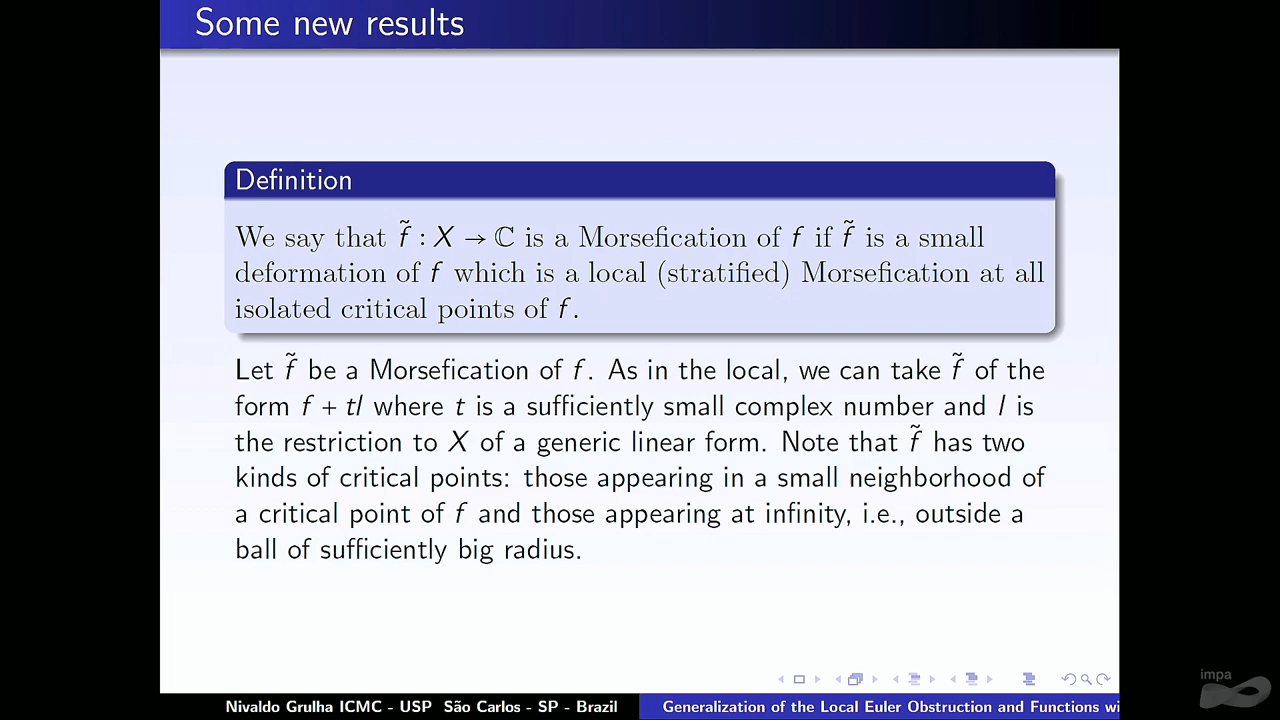 Some new results
Definition
We say that f̃ : X → ℂ is a Morsefication of f if f̃ is a small
deformation of f which is a local (stratified) Morsefication at all
isolated critical points of f.
Let f̃ be a Morsefication of f. As in the local, we can take f̃ of the
form f + tl where t is a sufficiently small complex number and l is
the restriction to X of a generic linear form. Note that f̃ has two
kinds of critical points: those appearing in a small neighborhood of
a critical point of f and those appearing at infinity, i.e., outside a
ball of sufficiently big radius.
impa
Nivaldo Grulha ICMC - USP São Carlos - SP - Brazil
Generalization of the Local Euler Obstruction and Functions wi